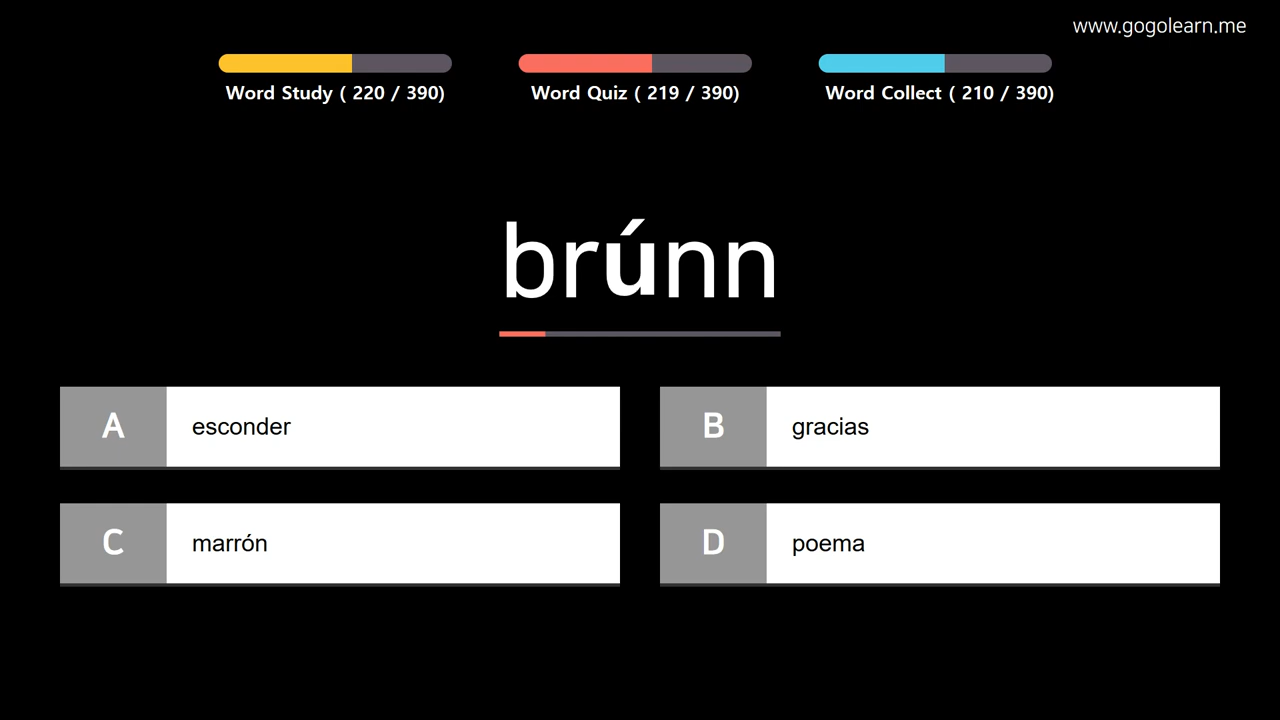 www.gogolearn.me
Word Study ( 220 / 390)
Word Quiz ( 219 / 390)
Word Collect ( 210 / 390)
brúnn
A esconder
B gracias
C marrón
D poema